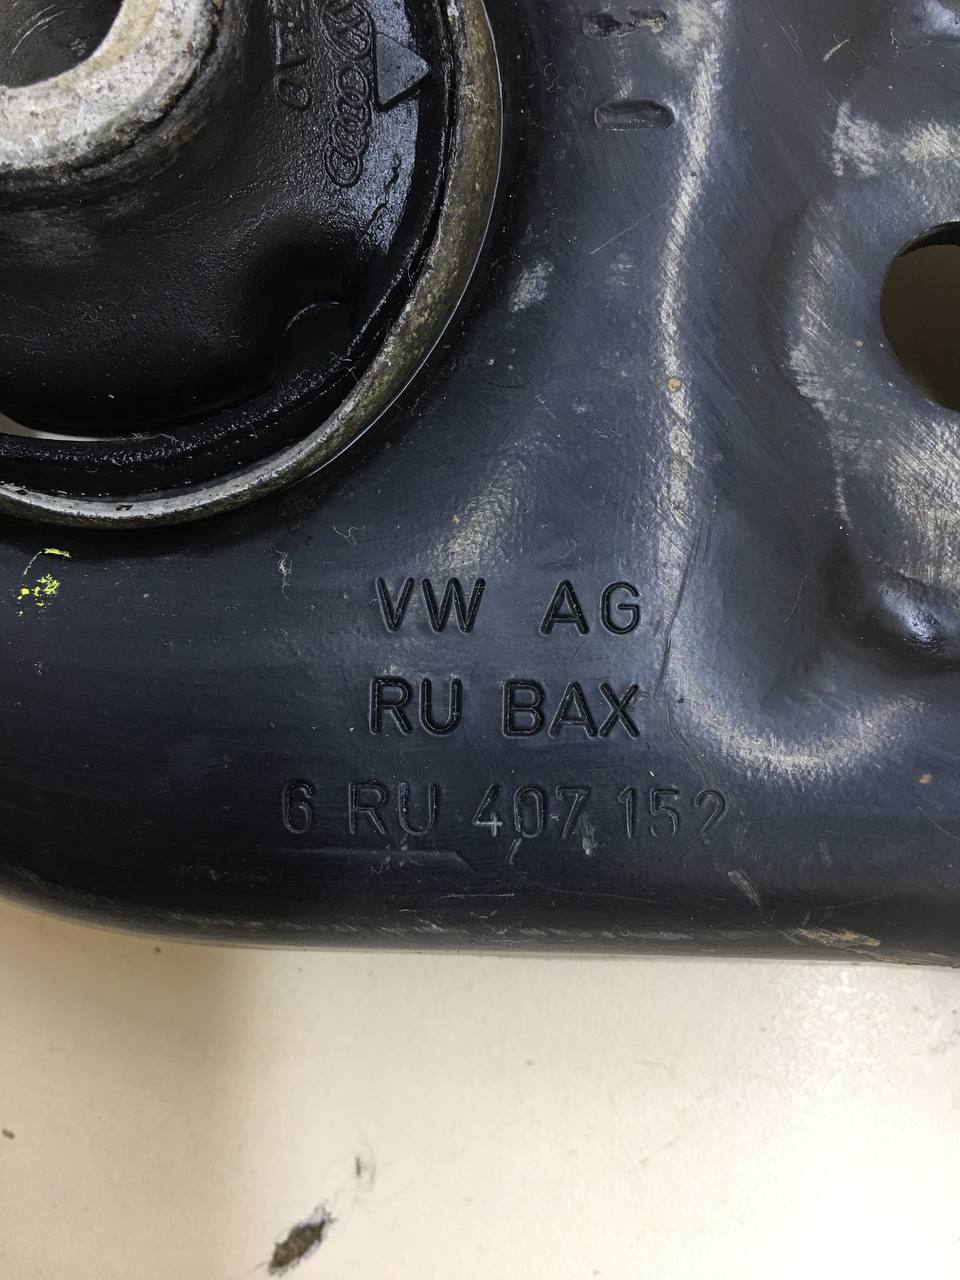 VW AG
RU BAX
6 RU 407 152